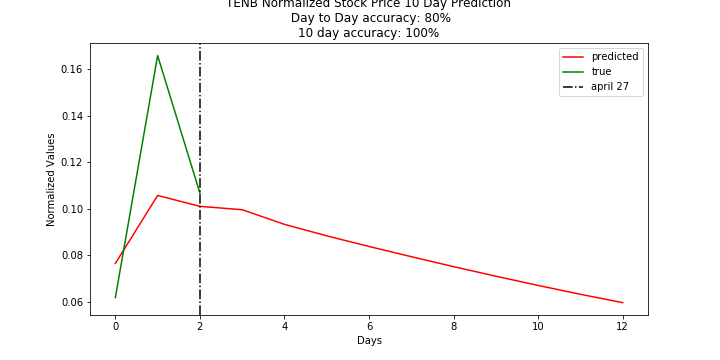 TENB Normalized Stock Price 10 Day Prediction
Day to Day accuracy: 80%
10 day accuracy: 100%
predicted
true
april 27
Normalized Values
0.16
0.14
0.12
0.10
0.08
0.06
0 2 4 6 8 10 12
Days